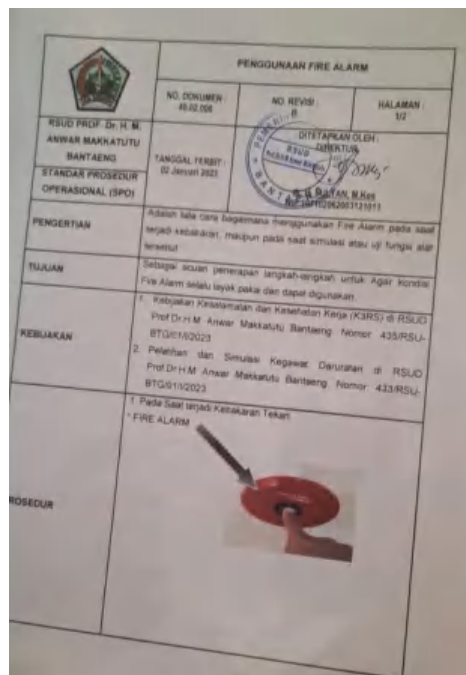 PENGGUNAAN FIRE ALARM
NO. DOKUMEN :
NO. REVISI :
HALAMAN :
1/2
RSUD PROF. Dr. H. M.
ANWAR MAKKATUTU
BANTAENG
STANDAR PROSEDUR
OPERASIONAL (SPO)
TANGGAL TERBIT :
02 Januari 2023
DITETAPKAN OLEH :
DIREKTUR
RSUD
SULTAN, M.Kes
PENGERTIAN
Adalah tata cara bagaimana menggunakan Fire Alarm pada saat
terjadi kebakaran, maupun pada saat simulasi atau uji fungsi alat
tersebut
TUJUAN
Sebagai acuan penerapan langkah-langkah untuk Agar kondisi
Fire Alarm selalu layak pakai dan dapat digunakan.
KEBIJAKAN
1. Kebijakan Keselamatan dan Kesehatan Kerja (K3RS) di RSUD
Prof.Dr.H.M. Anwar Makkatutu Bantaeng. Nomor 435/RSU-
BTG/01/I/2023
2. Pelatihan dan Simulasi Kegawat Daruratan di RSUD
Prof.Dr.H.M. Anwar Makkatutu Bantaeng. Nomor 433/RSU-
BTG/01/I/2023
ROSEDUR
1. Pada Saat terjadi Kebakaran Tekan:
* FIRE ALARM